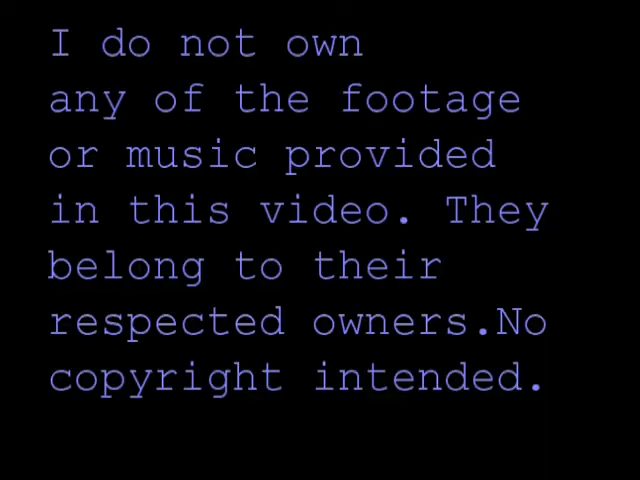 I do not own
any of the footage
or music provided
in this video. They
belong to their
respected owners.No
copyright intended.